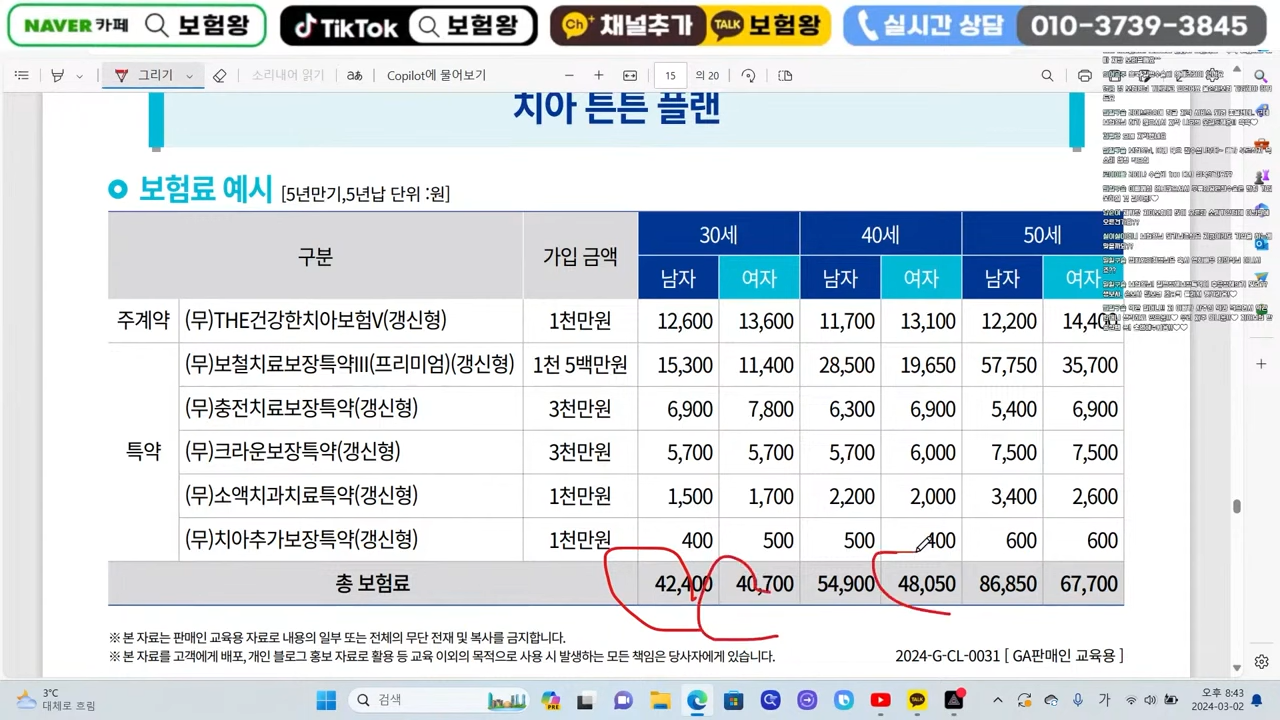 NAVER 카페 보험왕 TikTok 보험왕 Ch+ 채널추가 TALK 보험왕 실시간 상담 010-3739-3845
그리기 소리내어 읽기 aあ Copilot에 물어보기 15 의 20
치아 튼튼 플랜
보험료 예시 [5년만기,5년납 단위 :원]
구분 가입 금액 30세 40세 50세
남자 여자 남자 여자 남자 여자
주계약 (무)THE건강한치아보험V(갱신형) 1천만원 12,600 13,600 11,700 13,100 12,200
특약
(무)보철치료보장특약III(프리미엄)(갱신형) 1천 5백만원 15,300 11,400 28,500 19,650 57,750 35,700
(무)충전치료보장특약(갱신형) 3천만원 6,900 7,800 6,300 6,900 5,400 6,900
(무)크라운보장특약(갱신형) 3천만원 5,700 5,700 5,700 6,000 7,500 7,500
(무)소액치과치료특약(갱신형) 1천만원 1,500 1,700 2,200 2,000 3,400 2,600
(무)치아추가보장특약(갱신형) 1천만원 400 500 500 400 600 600
총 보험료 42,400 40,700 54,900 48,050 86,850 67,700
※ 본 자료는 판매인 교육용 자료로 내용의 일부 또는 전체의 무단 전재 및 복사를 금지합니다.
※ 본 자료를 고객에게 배포, 개인 블로그 홍보 자료로 활용 등 교육 이외의 목적으로 사용 시 발생하는 모든 책임은 당사자에게 있습니다.
2024-G-CL-0031 [ GA판매인 교육용 ]
3°C
대체로 흐림
검색
가
오후 8:43
2024-03-02